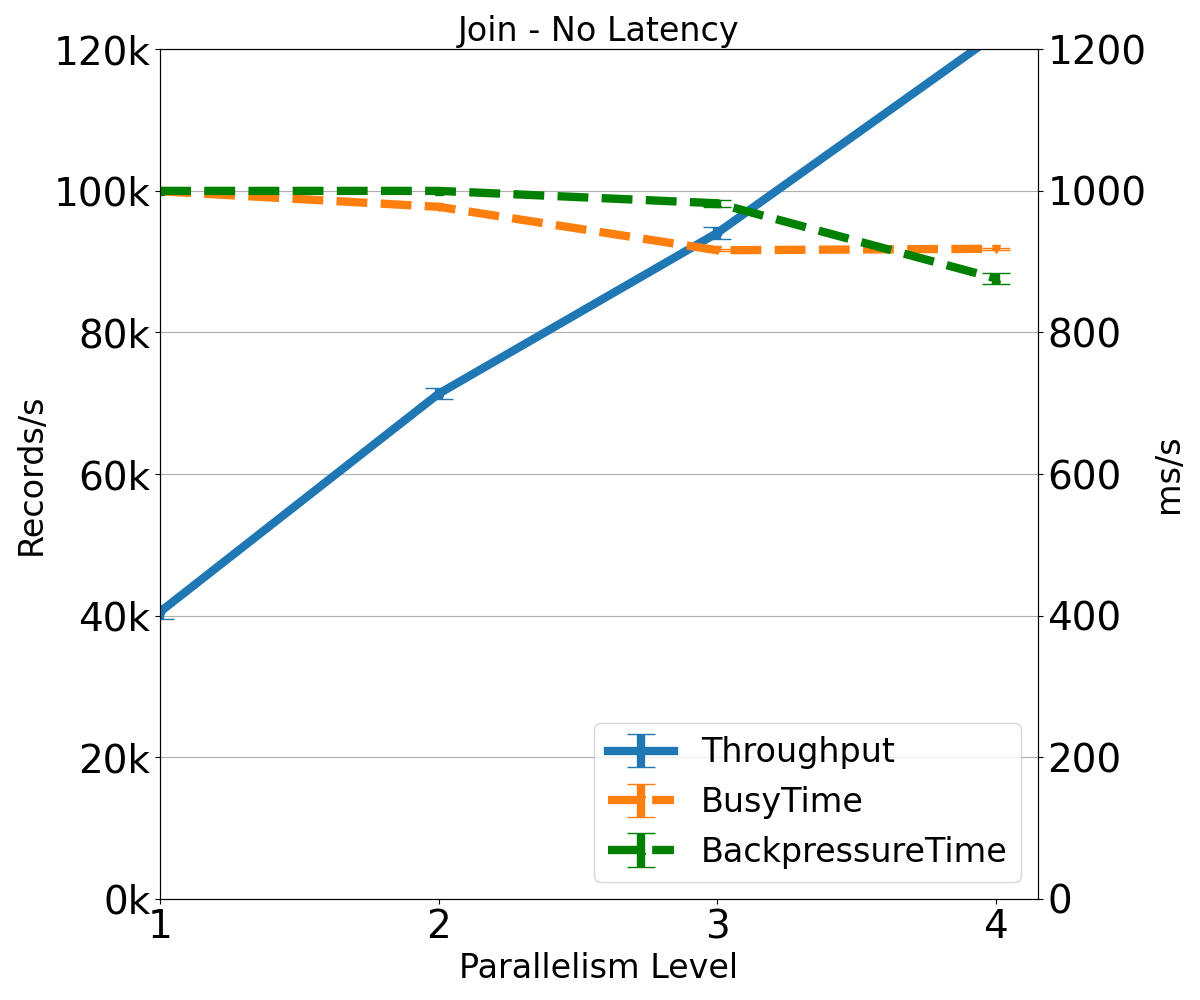 Join - No Latency
120k
100k
80k
60k
40k
20k
0k
Records/s
1200
1000
800
600
400
200
0
ms/s
Throughput
BusyTime
BackpressureTime
1 2 3 4
Parallelism Level